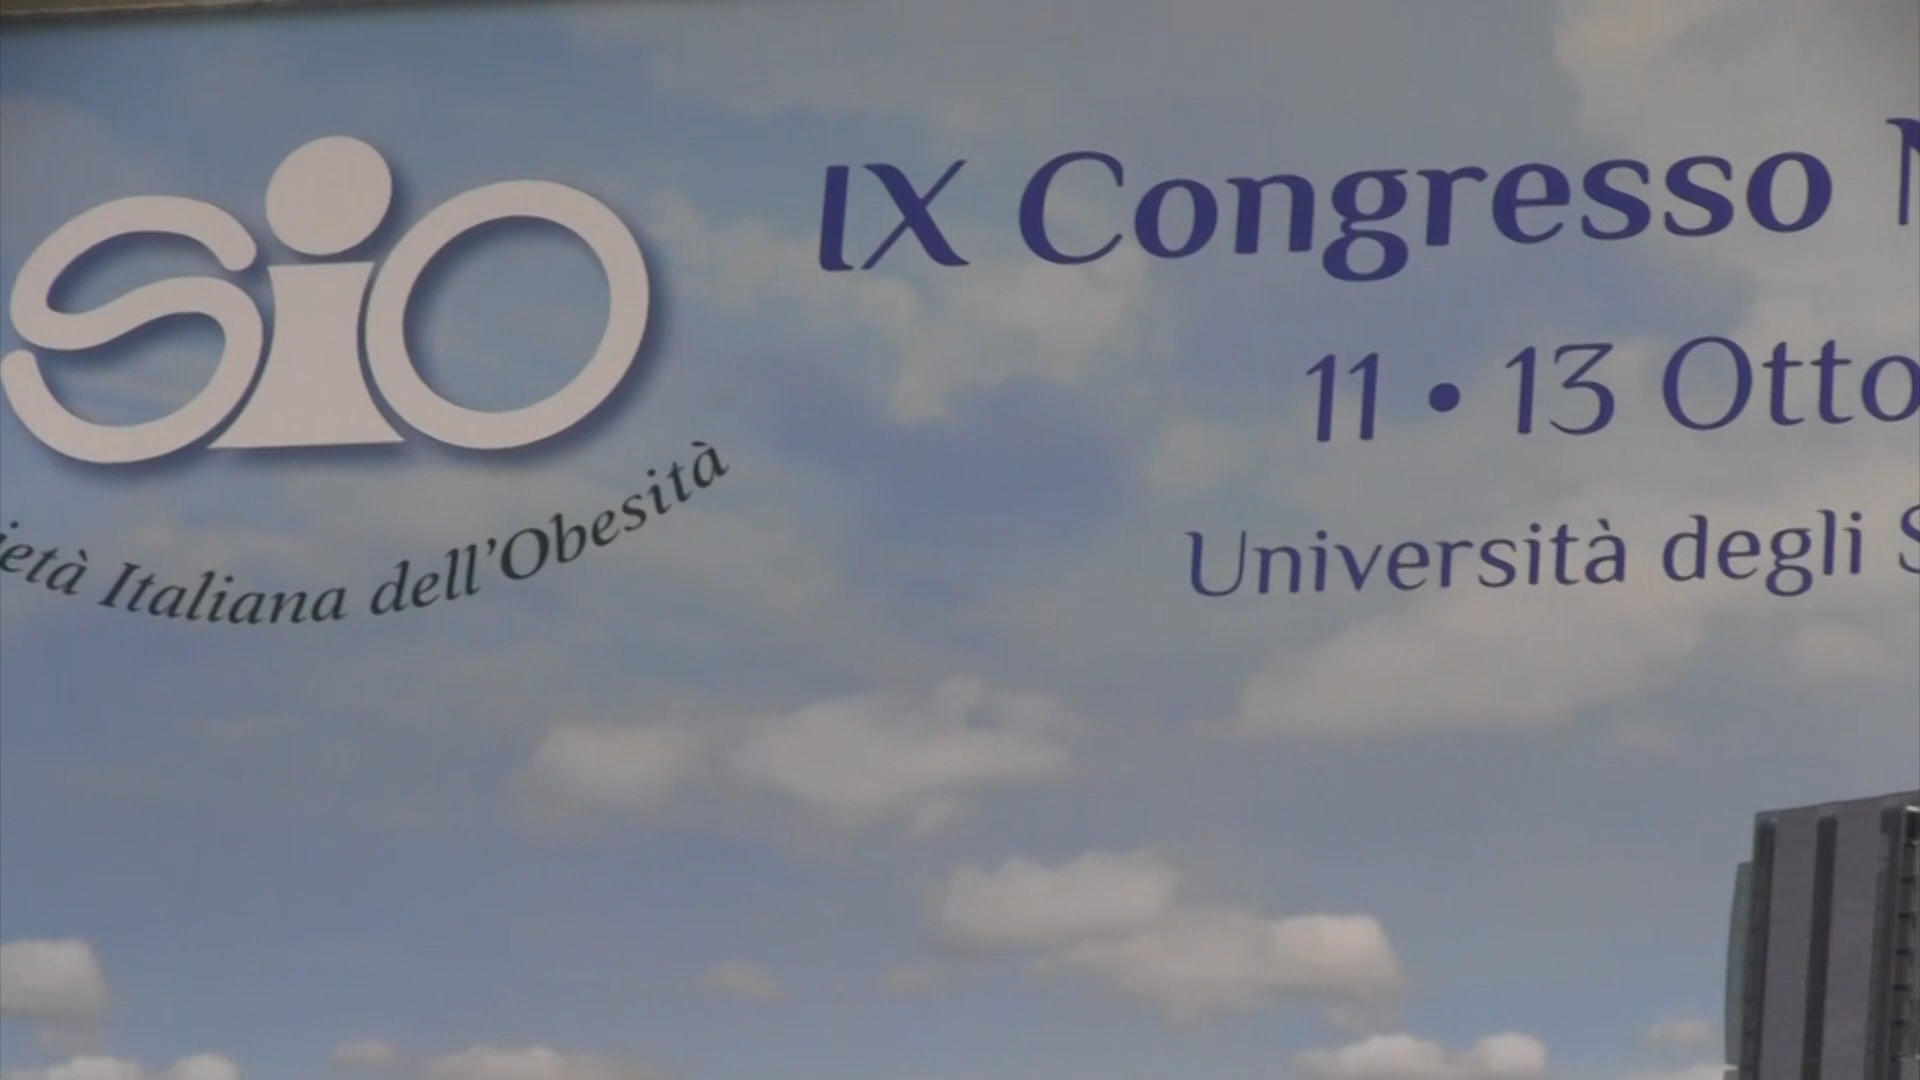 SiO
ietà Italiana dell'Obesità
IX Congresso N
11 • 13 Otto
Università degli S